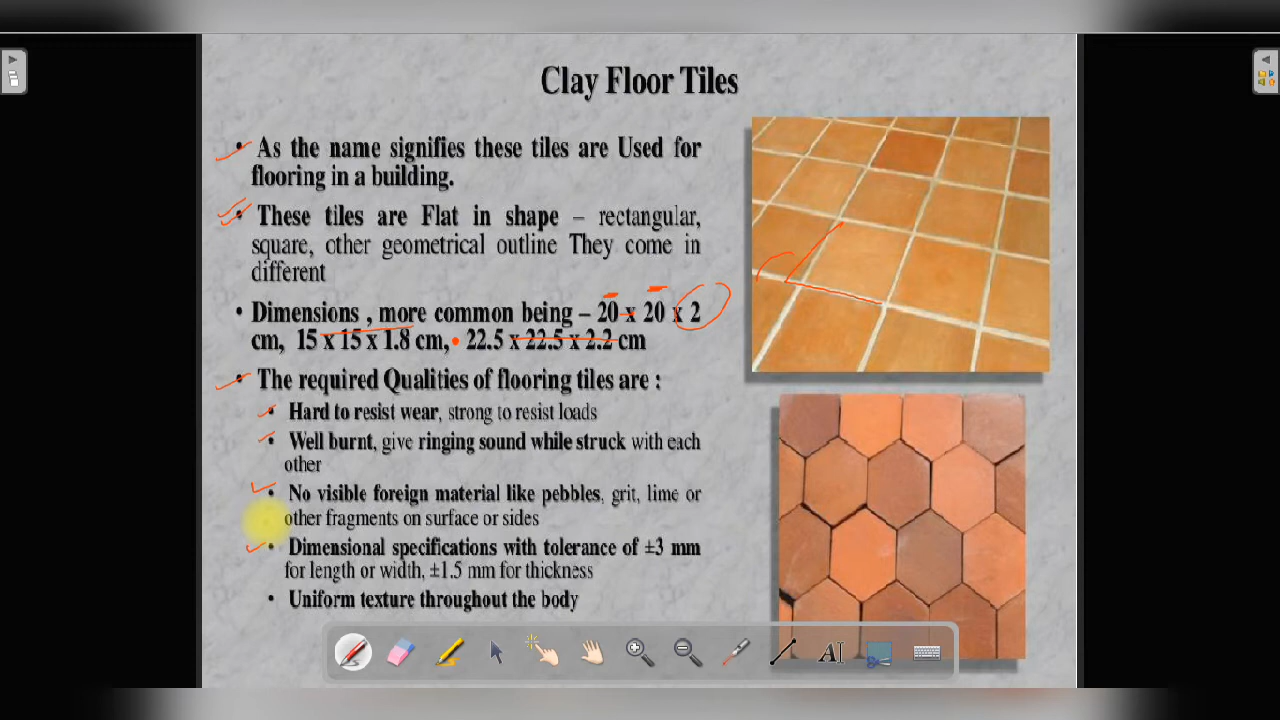 Clay Floor Tiles
• As the name signifies these tiles are Used for
flooring in a building.
• These tiles are Flat in shape – rectangular,
square, other geometrical outline They come in
different
• Dimensions , more common being – 20 x 20 x 2
cm, 15 x 15 x 1.8 cm, • 22.5 x 22.5 x 2.2 cm
• The required Qualities of flooring tiles are :
• Hard to resist wear, strong to resist loads
• Well burnt, give ringing sound while struck with each
other
• No visible foreign material like pebbles, grit, lime or
other fragments on surface or sides
• Dimensional specifications with tolerance of ±3 mm
for length or width, ±1.5 mm for thickness
• Uniform texture throughout the body